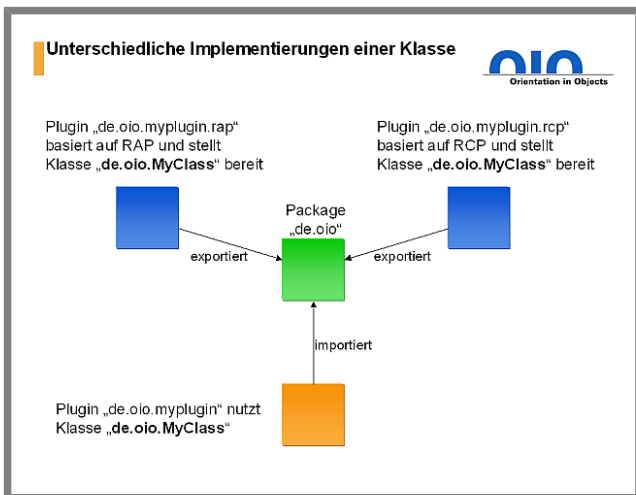 Unterschiedliche Implementierungen einer Klasse
OIO
Orientation in Objects
Plugin „de.oio.myplugin.rap“
basiert auf RAP und stellt
Klasse „de.oio.MyClass“ bereit
Plugin „de.oio.myplugin.rcp“
basiert auf RCP und stellt
Klasse „de.oio.MyClass“ bereit
Package
„de.oio“
exportiert
exportiert
importiert
Plugin „de.oio.myplugin“ nutzt
Klasse „de.oio.MyClass“